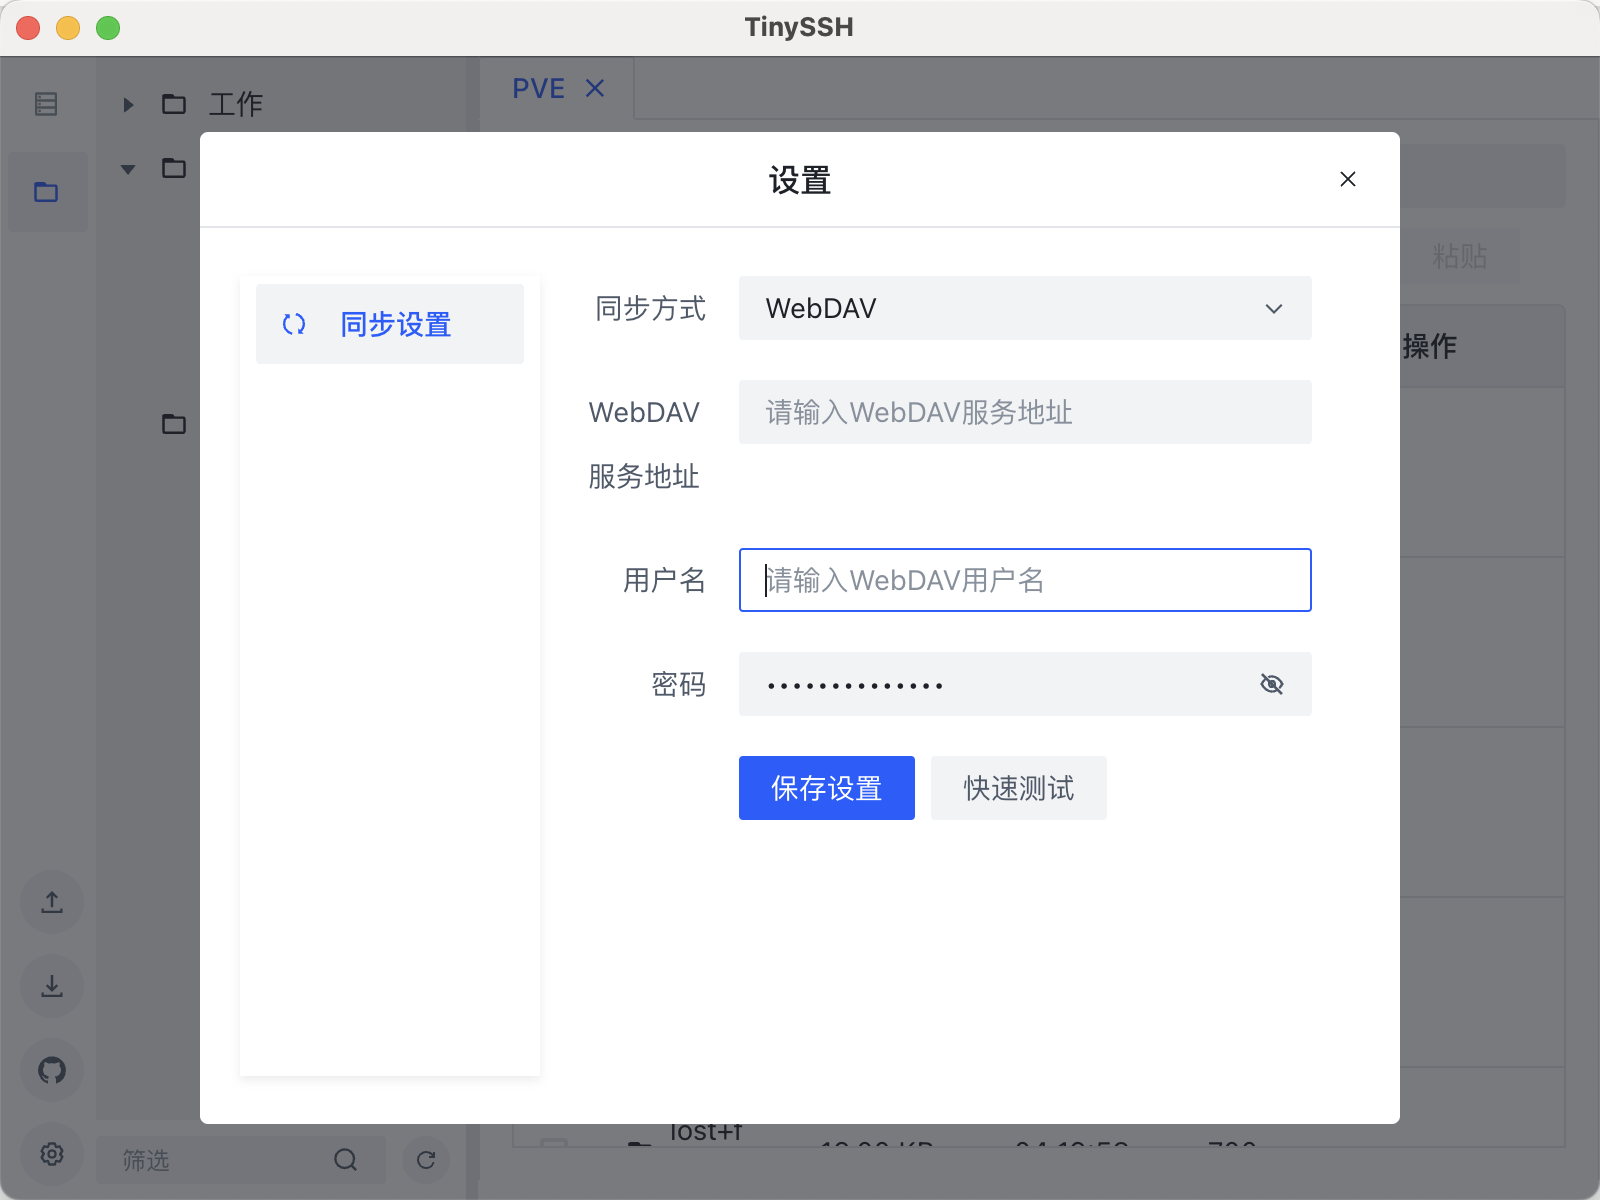 TinySSH
工作
PVE
设置
粘贴
同步设置
同步方式
WebDAV
操作
WebDAV
服务地址
请输入WebDAV服务地址
用户名
请输入WebDAV用户名
密码
保存设置
快速测试
lost+f
筛选